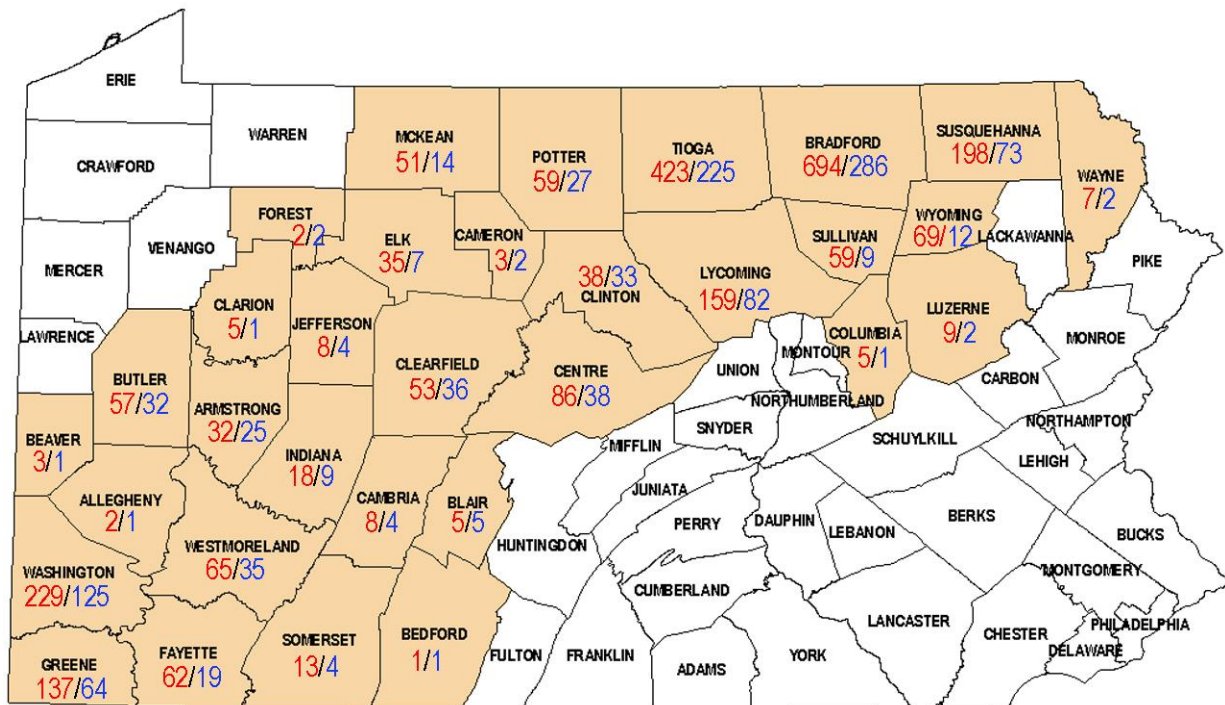 ERIE
WARREN
CRAWFORD
MCKEAN
51/14
POTTER
59/27
TIOGA
423/225
BRADFORD
694/286
SUSQUEHANNA
198/73
WAYNE
7/2
FOREST
2/2
VENANGO
ELK
35/7
CAMERON
3/2
SULLIVAN
59/9
WYOMING
69/12
LACKAWANNA
PIKE
MERCER
CLARION
5/1
JEFFERSON
8/4
38/33
CLINTON
LYCOMING
159/82
LUZERNE
9/2
COLUMBIA
5/1
MONROE
LAWRENCE
BUTLER
57/32
CLEARFIELD
53/36
CENTRE
86/38
UNION
MONTOUR
CARBON
NORTHUMBERLAND
ARMSTRONG
32/25
SNYDER
NORTHAMPTON
BEAVER
3/1
INDIANA
18/9
MIFFLIN
SCHUYLKILL
LEHIGH
ALLEGHENY
2/1
CAMBRIA
8/4
BLAIR
5/5
JUNIATA
PERRY
DAUPHIN
LEBANON
BERKS
BUCKS
HUNTINGDON
WESTMORELAND
65/35
WASHINGTON
229/125
CUMBERLAND
MONTGOMERY
LANCASTER
PHILADELPHIA
CHESTER
DELAWARE
GREENE
137/64
FAYETTE
62/19
SOMERSET
13/4
BEDFORD
1/1
FULTON
FRANKLIN
ADAMS
YORK